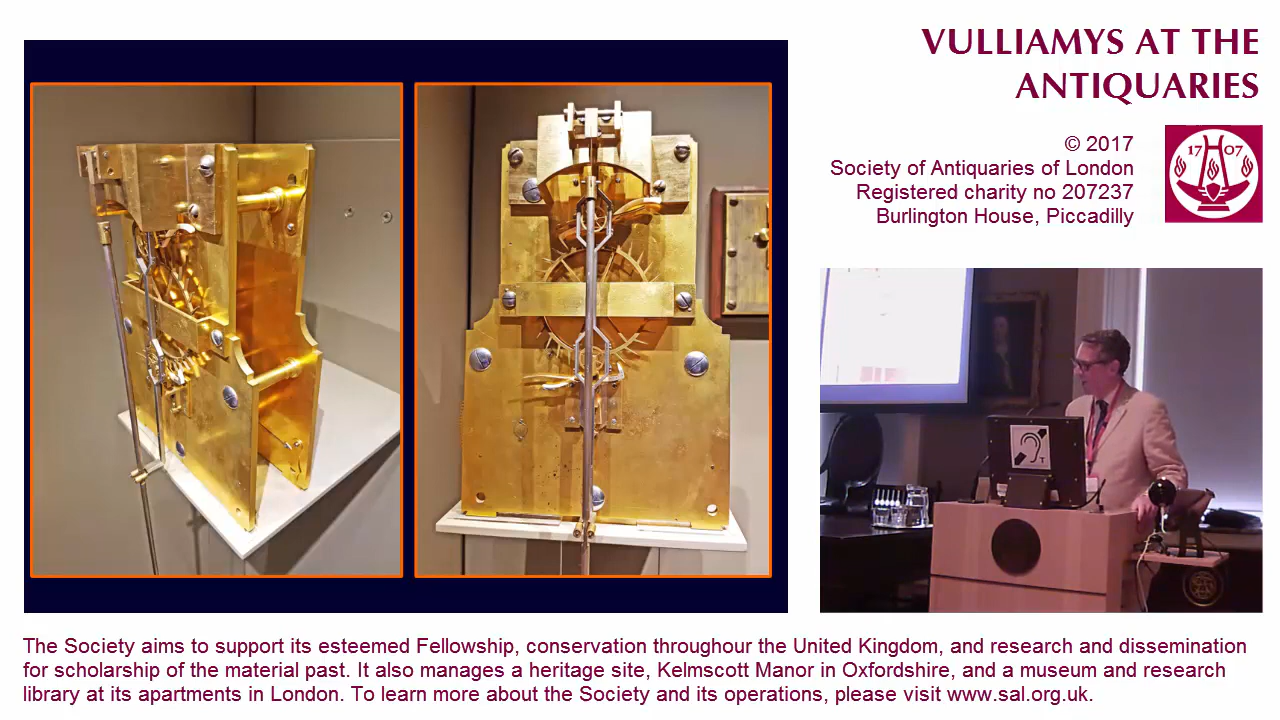 VULLIAMYS AT THE
ANTIQUARIES
© 2017
Society of Antiquaries of London
Registered charity no 207237
Burlington House, Piccadilly
17 07
T
The Society aims to support its esteemed Fellowship, conservation throughour the United Kingdom, and research and dissemination
for scholarship of the material past. It also manages a heritage site, Kelmscott Manor in Oxfordshire, and a museum and research
library at its apartments in London. To learn more about the Society and its operations, please visit www.sal.org.uk.